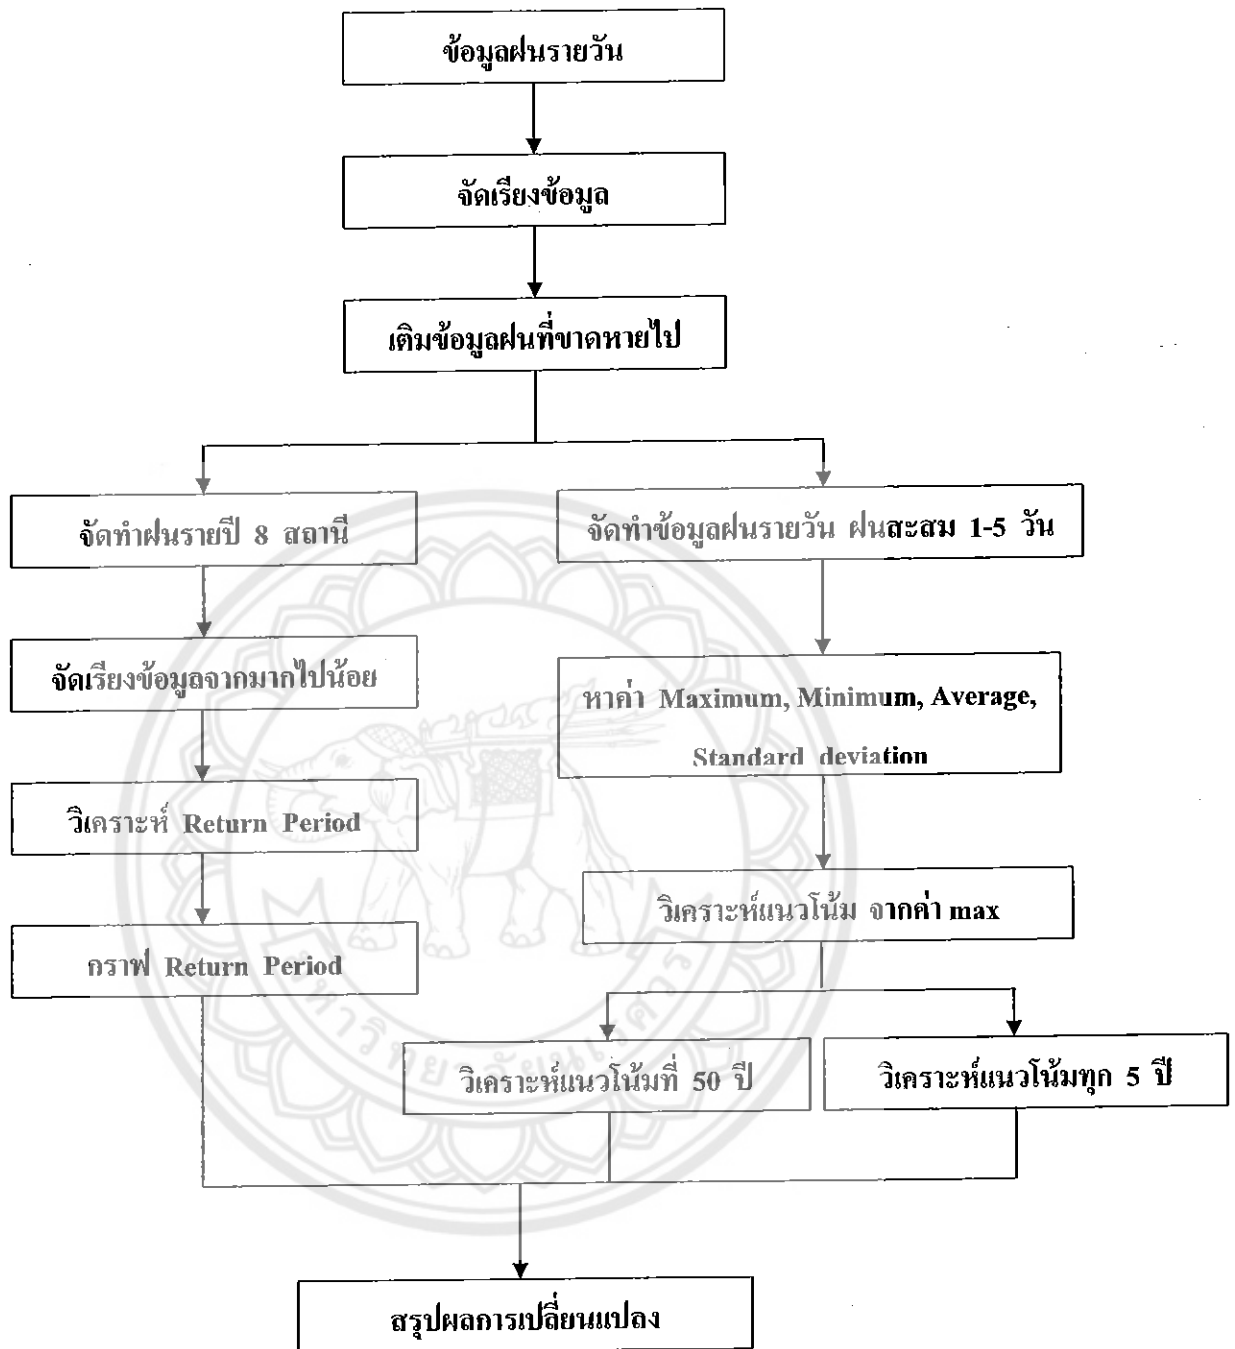 ข้อมูลฝนรายวัน
จัดเรียงข้อมูล
เติมข้อมูลฝนที่ขาดหายไป
จัดทำฝนรายปี 8 สถานี
จัดทำข้อมูลฝนรายวัน ฝนสะสม 1-5 วัน
จัดเรียงข้อมูลจากมากไปน้อย
หาค่า Maximum, Minimum, Average,
Standard deviation
วิเคราะห์ Return Period
วิเคราะห์แนวโน้ม จากค่า max
กราฟ Return Period
วิเคราะห์แนวโน้มที่ 50 ปี
วิเคราะห์แนวโน้มทุก 5 ปี
สรุปผลการเปลี่ยนแปลง